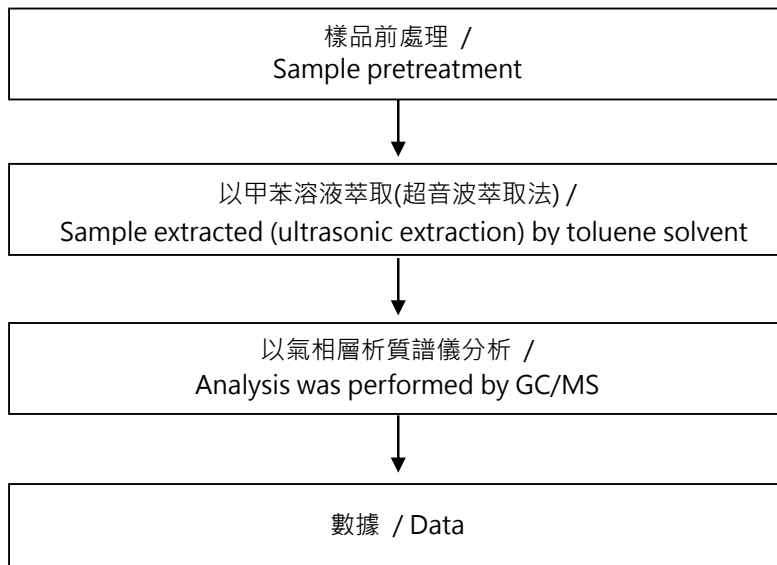 樣品前處理 /
Sample pretreatment
以甲苯溶液萃取(超音波萃取法) /
Sample extracted (ultrasonic extraction) by toluene solvent
以氣相層析質譜儀分析 /
Analysis was performed by GC/MS
數據 / Data